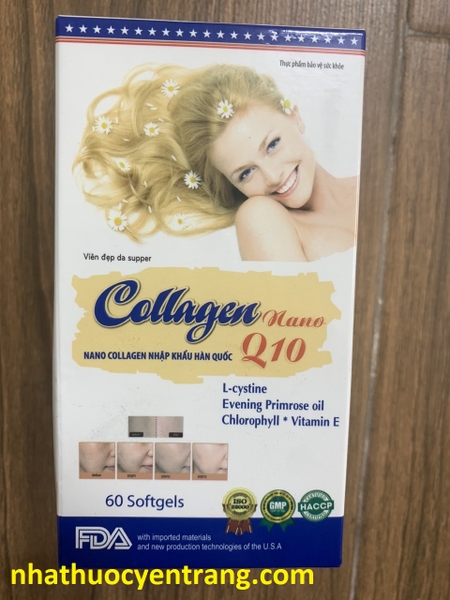 Thực phẩm bảo vệ sức khỏe
Viên đẹp da supper
Collagen nano
Q10
NANO COLLAGEN NHẬP KHẨU HÀN QUỐC
L-cystine
Evening Primrose oil
Chlorophyll * Vitamin E
60 Softgels
ISO
GMP
HACCP
FDA
with imported materials
and new production technologies of the U.S.A
nhathuocyentrang.com